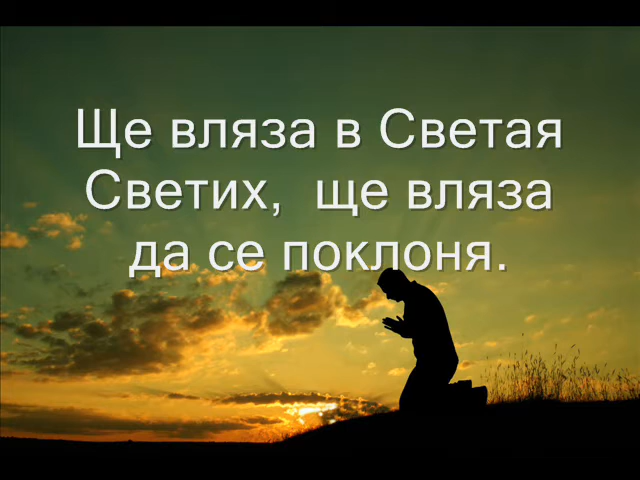 Ще вляза в Светая
Светих,  ще вляза
да се поклоня.